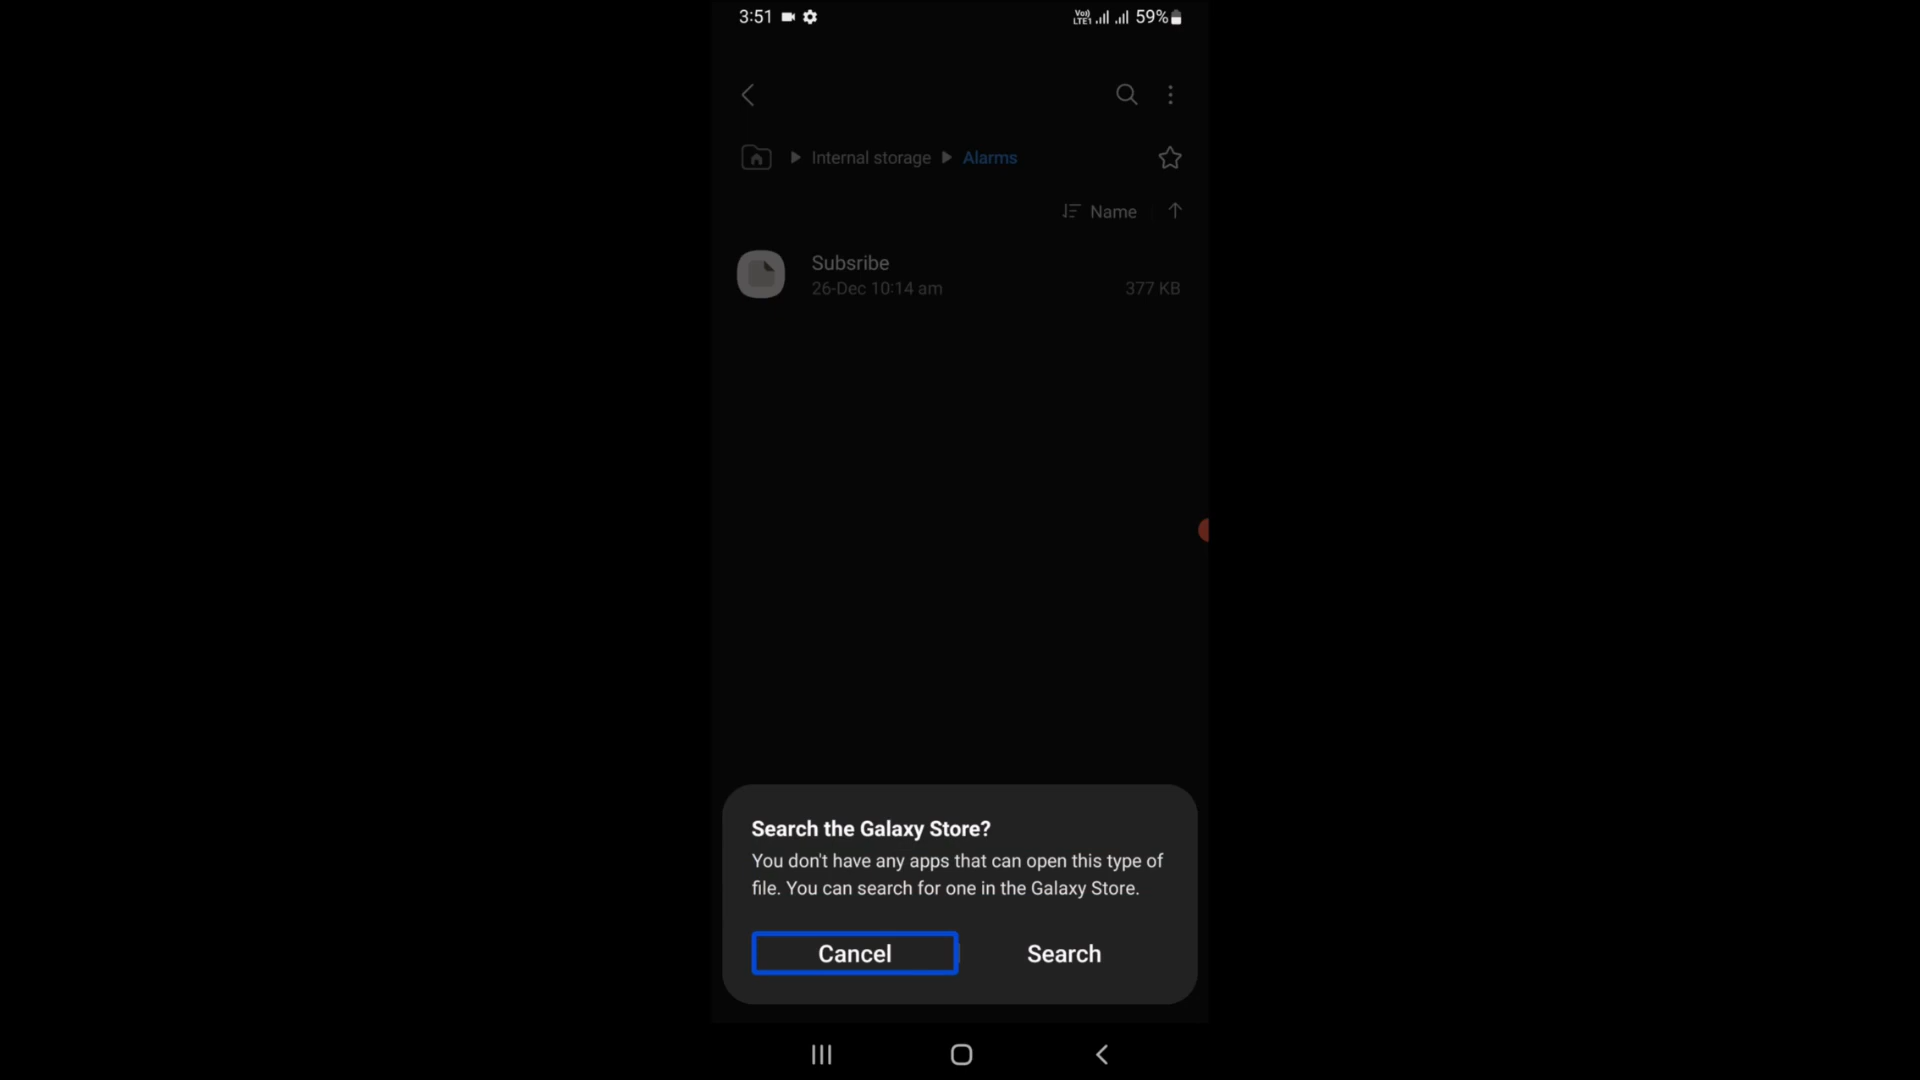 3:51
Vo)) LTE1 59%
Internal storage
Alarms
Name
Subsribe
26-Dec 10:14 am
377 KB
Search the Galaxy Store?
You don't have any apps that can open this type of
file. You can search for one in the Galaxy Store.
Cancel
Search